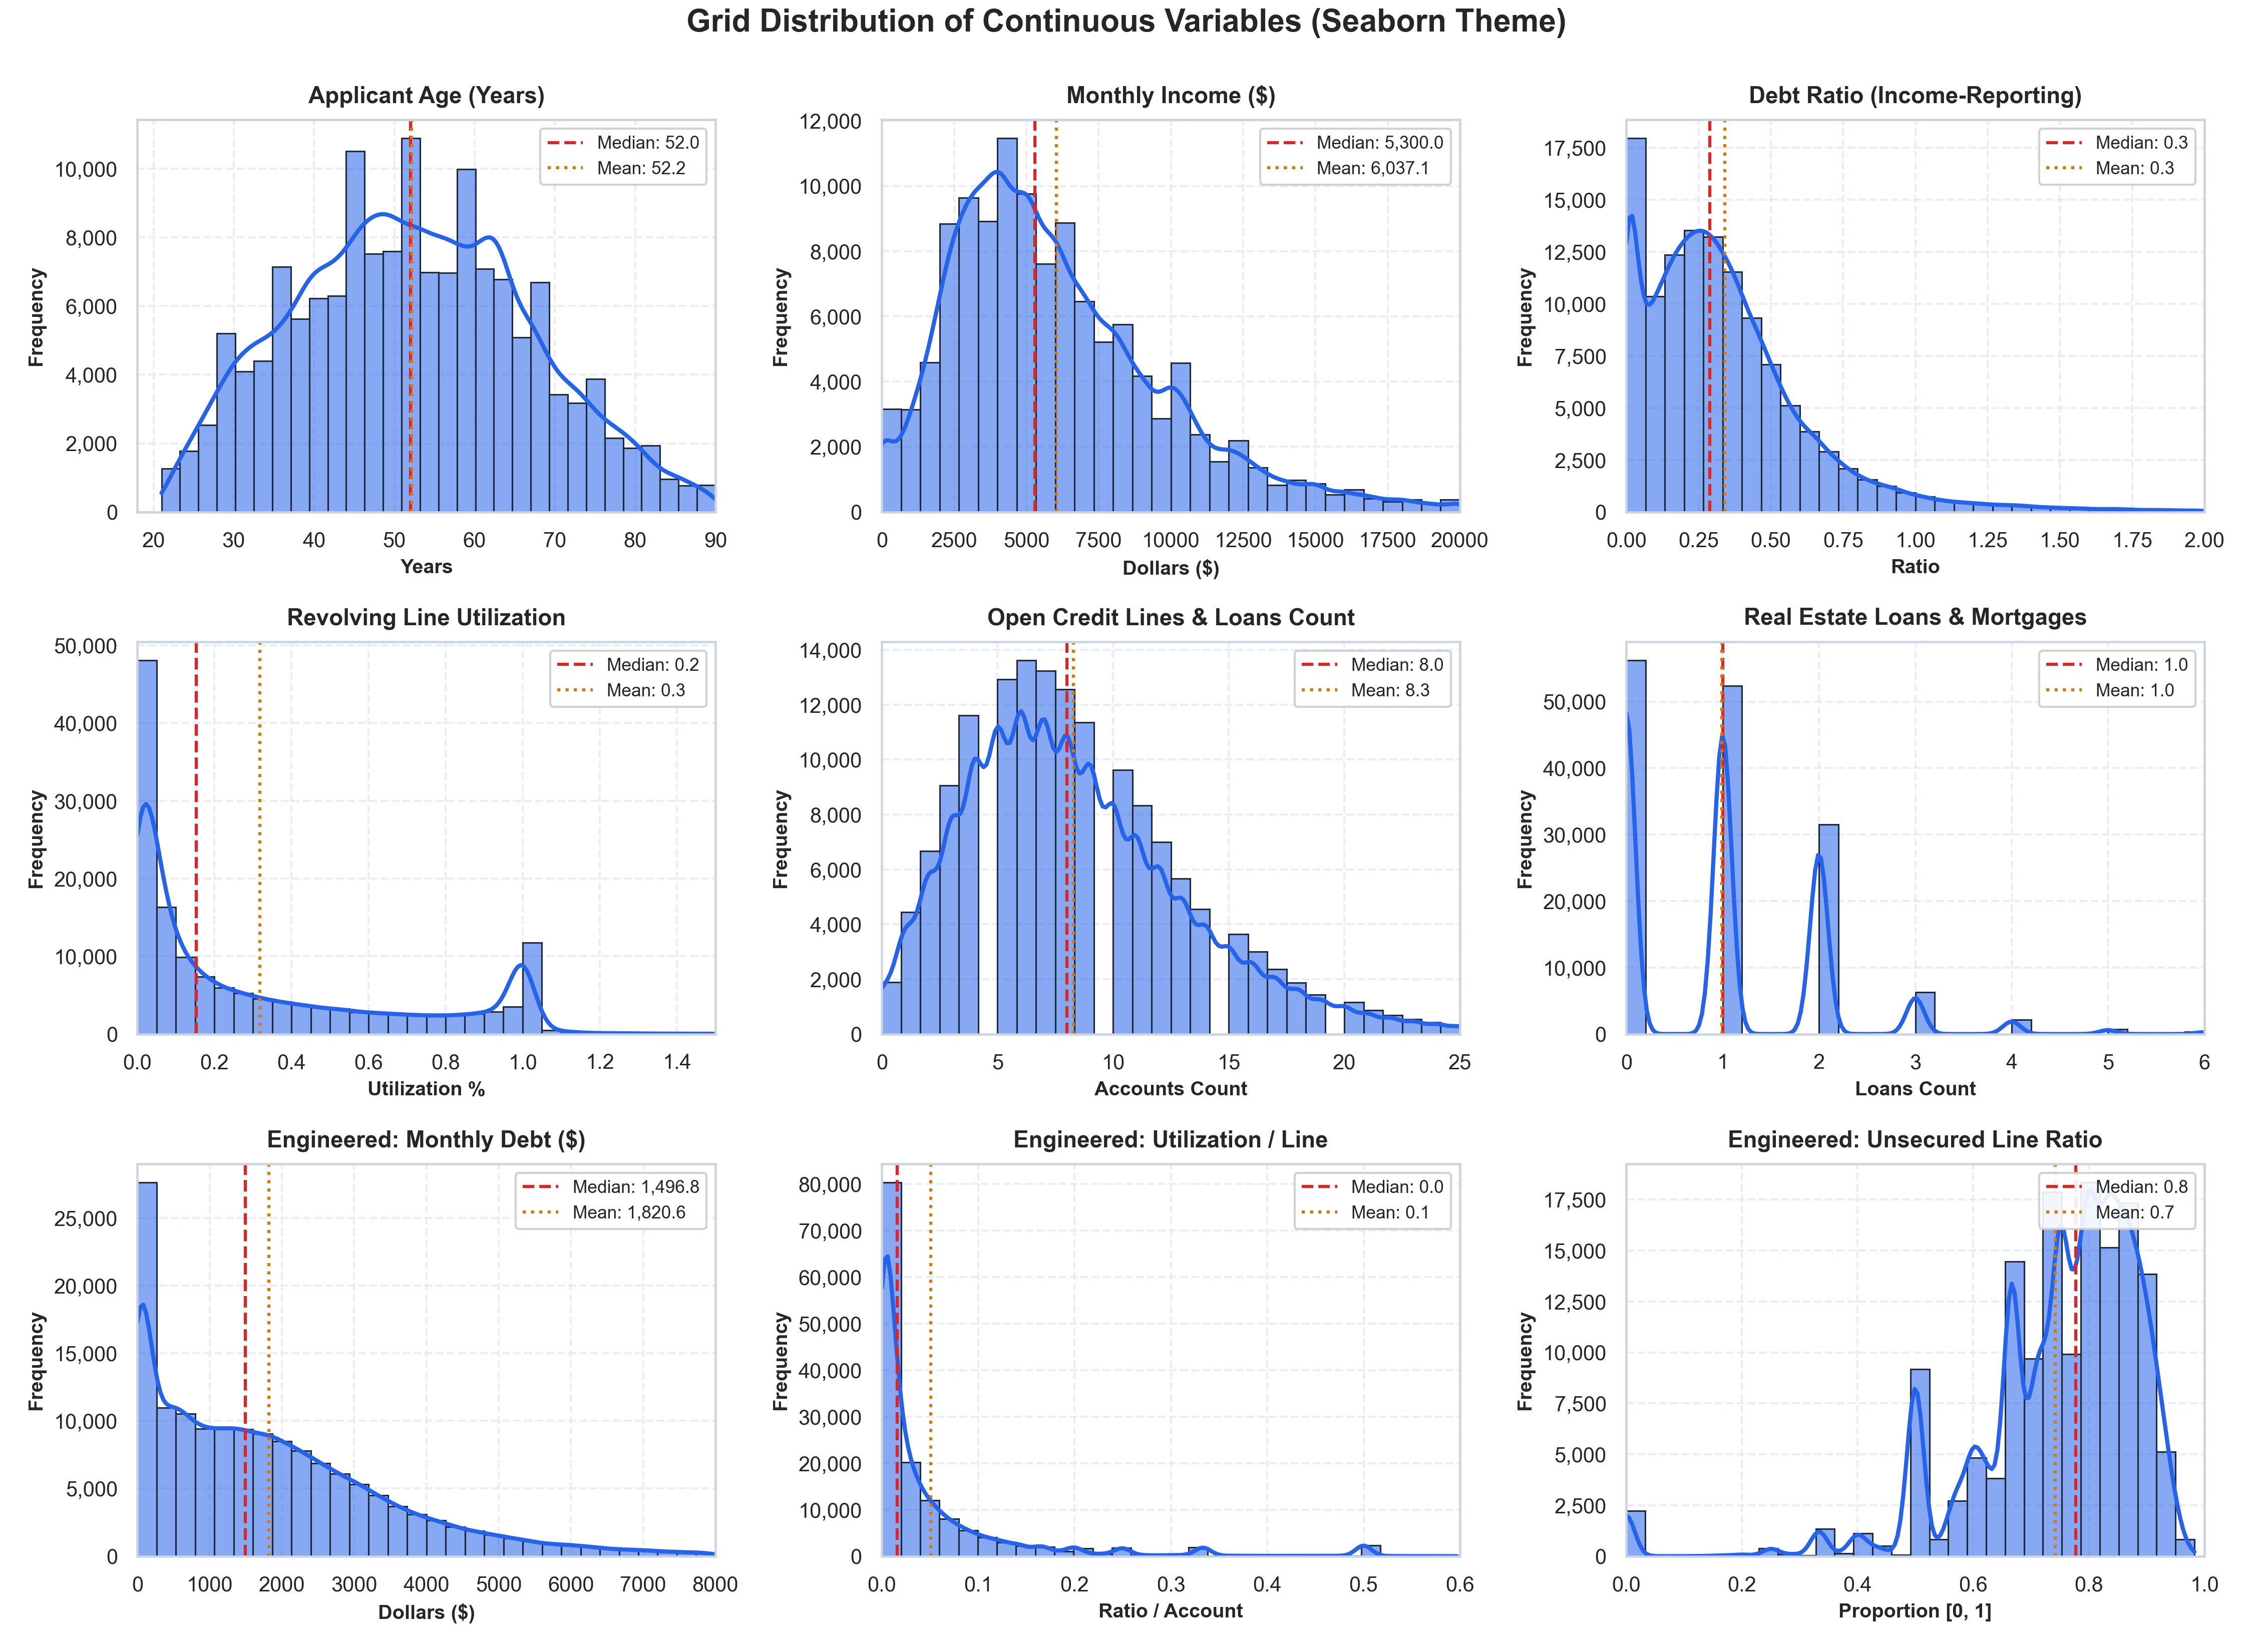 Grid Distribution of Continuous Variables (Seaborn Theme)
Applicant Age (Years)
Frequency
10,000
8,000
6,000
4,000
2,000
0
20 30 40 50 60 70 80 90
Years
Median: 52.0
Mean: 52.2
Monthly Income ($)
Frequency
12,000
10,000
8,000
6,000
4,000
2,000
0
0 2500 5000 7500 10000 12500 15000 17500 20000
Dollars ($)
Median: 5,300.0
Mean: 6,037.1
Debt Ratio (Income-Reporting)
Frequency
17,500
15,000
12,500
10,000
7,500
5,000
2,500
0
0.00 0.25 0.50 0.75 1.00 1.25 1.50 1.75 2.00
Ratio
Median: 0.3
Mean: 0.3
Revolving Line Utilization
Frequency
50,000
40,000
30,000
20,000
10,000
0
0.0 0.2 0.4 0.6 0.8 1.0 1.2 1.4
Utilization %
Median: 0.2
Mean: 0.3
Open Credit Lines & Loans Count
Frequency
14,000
12,000
10,000
8,000
6,000
4,000
2,000
0
0 5 10 15 20 25
Accounts Count
Median: 8.0
Mean: 8.3
Real Estate Loans & Mortgages
Frequency
50,000
40,000
30,000
20,000
10,000
0
0 1 2 3 4 5 6
Loans Count
Median: 1.0
Mean: 1.0
Engineered: Monthly Debt ($)
Frequency
25,000
20,000
15,000
10,000
5,000
0
0 1000 2000 3000 4000 5000 6000 7000 8000
Dollars ($)
Median: 1,496.8
Mean: 1,820.6
Engineered: Utilization / Line
Frequency
80,000
70,000
60,000
50,000
40,000
30,000
20,000
10,000
0
0.0 0.1 0.2 0.3 0.4 0.5 0.6
Ratio / Account
Median: 0.0
Mean: 0.1
Engineered: Unsecured Line Ratio
Frequency
17,500
15,000
12,500
10,000
7,500
5,000
2,500
0
0.0 0.2 0.4 0.6 0.8 1.0
Proportion [0, 1]
Median: 0.8
Mean: 0.7